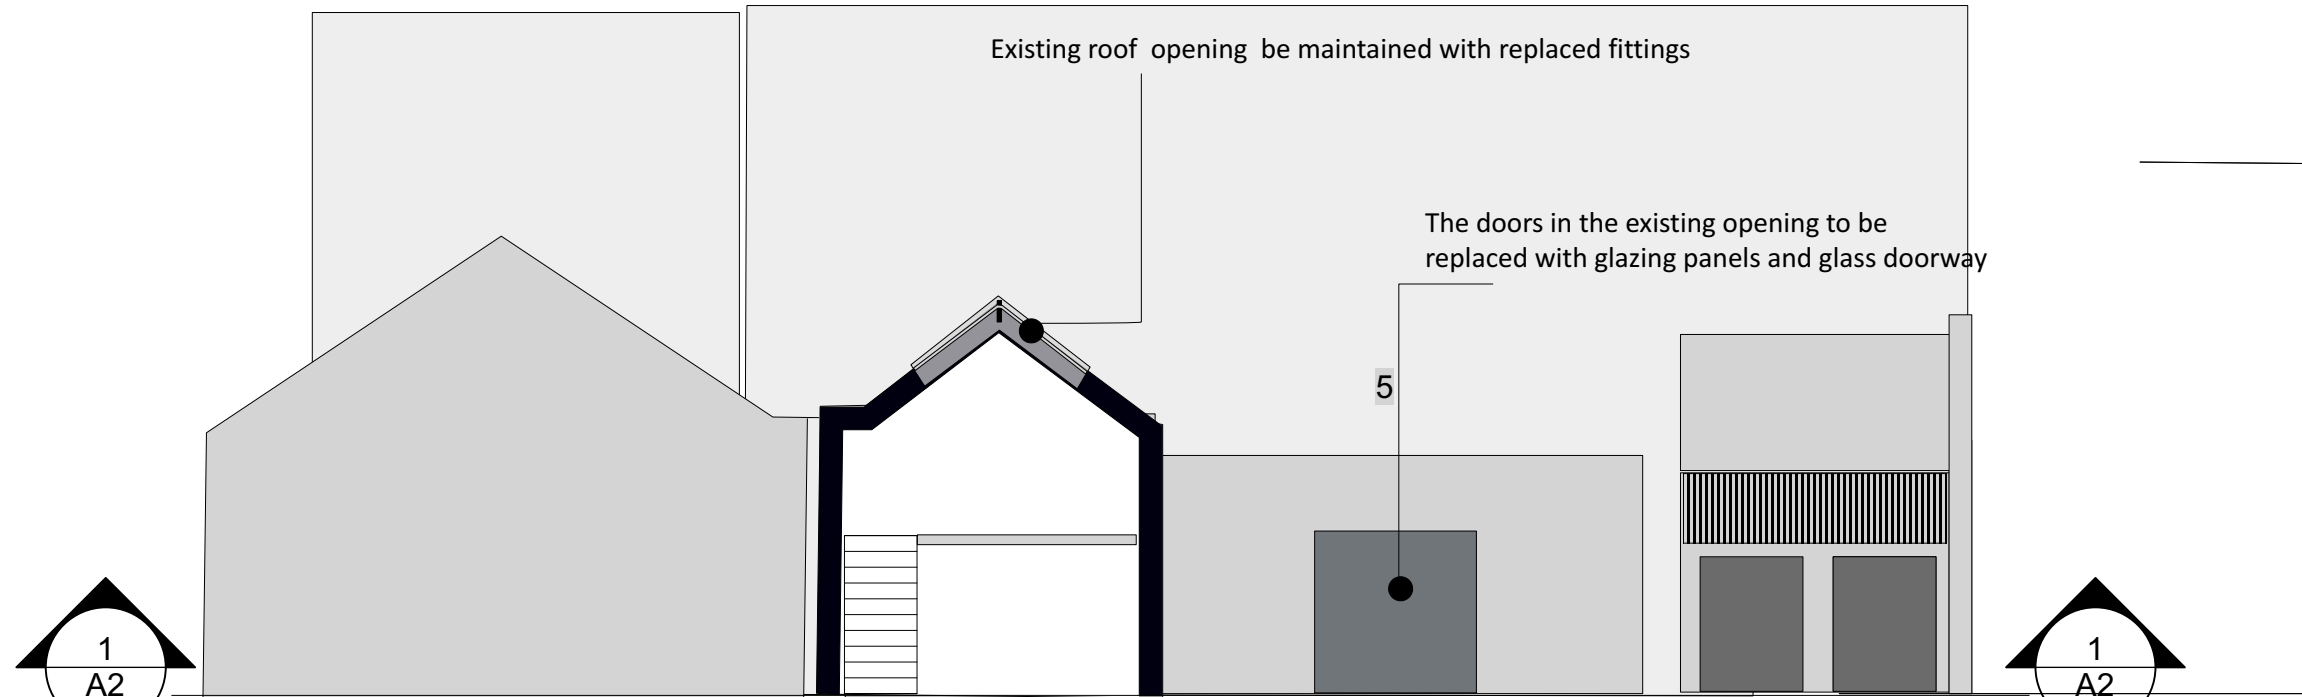 Existing roof opening be maintained with replaced fittings
The doors in the existing opening to be
replaced with glazing panels and glass doorway
5
1
A2
1
A2